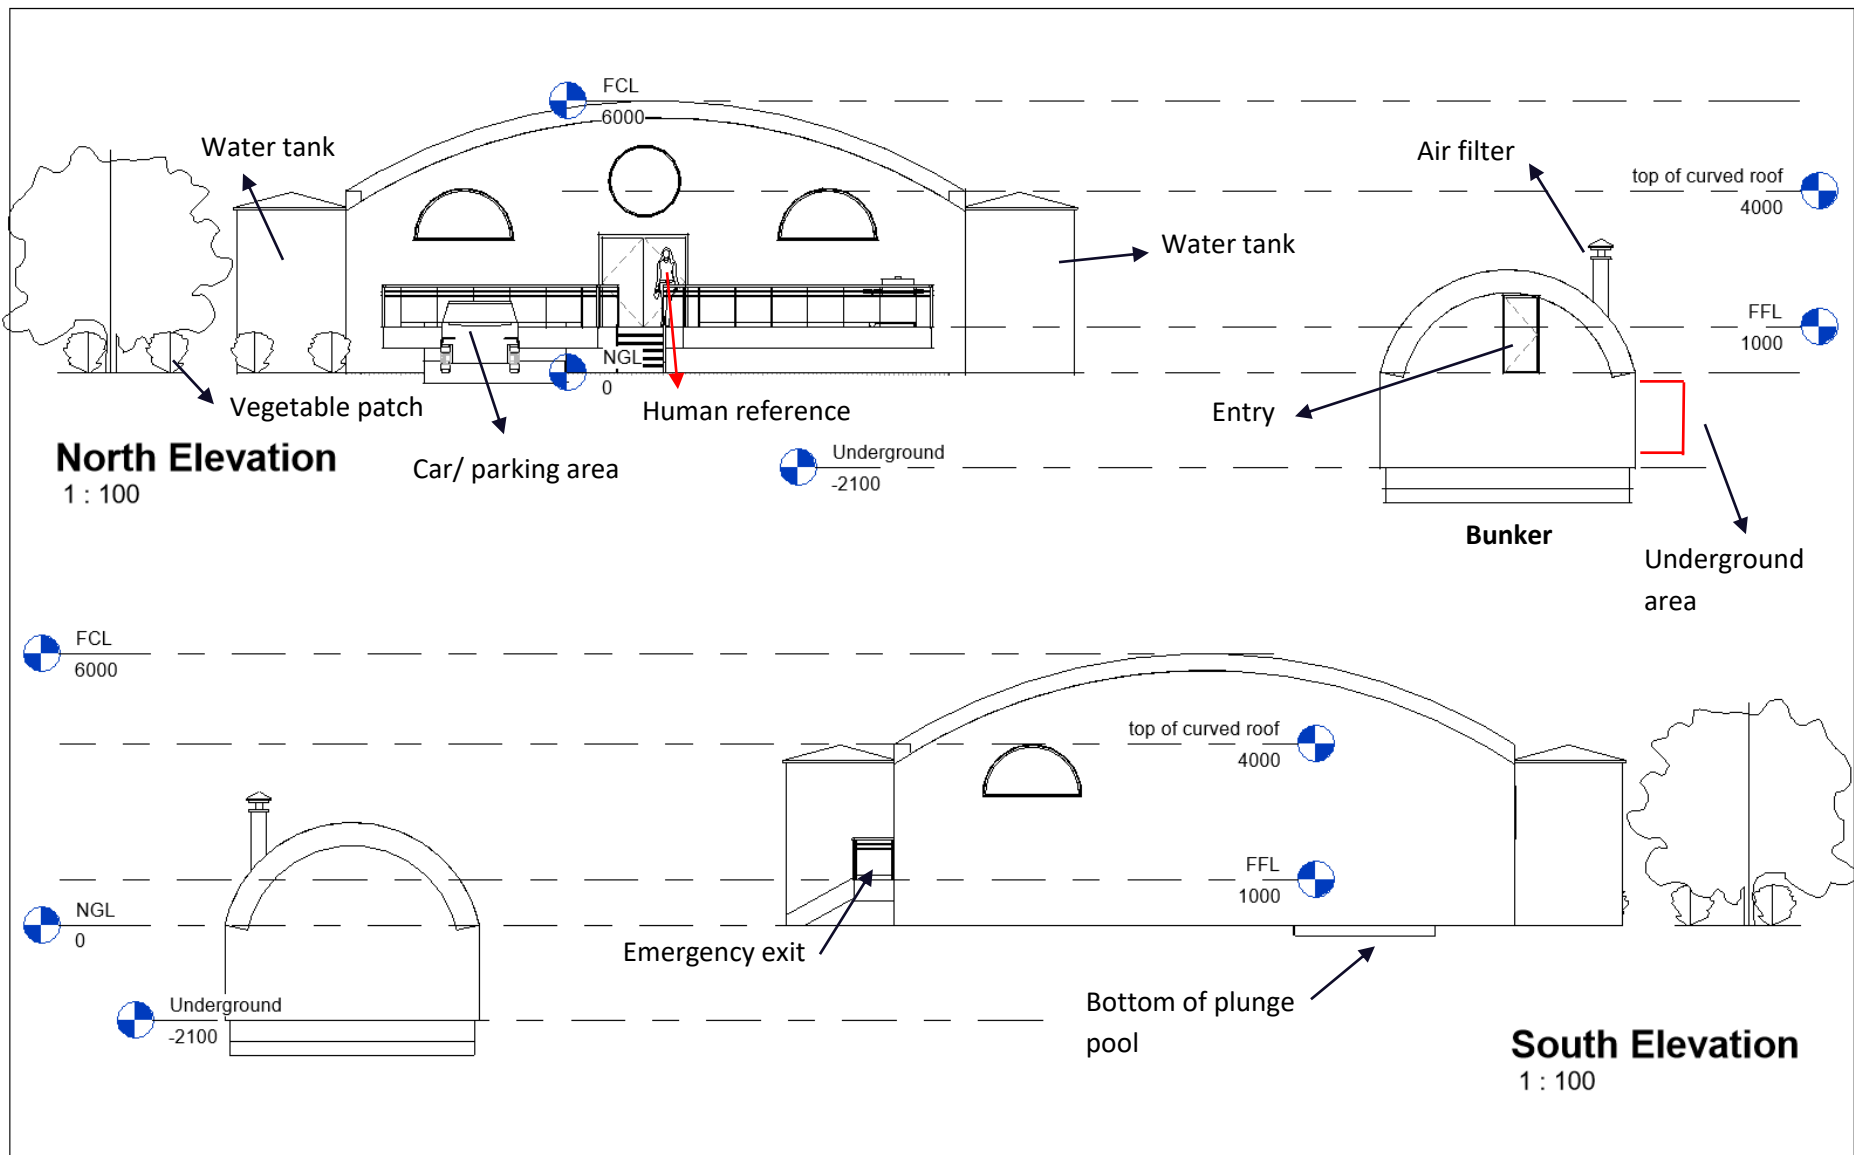 FCL
6000
Water tank
Air filter
top of curved roof
4000
Water tank
FFL
1000
NGL
0
Vegetable patch
Human reference
Entry
North Elevation
1 : 100
Car/ parking area
Underground
-2100
Bunker
Underground
area
FCL
6000
top of curved roof
4000
FFL
1000
NGL
0
Emergency exit
Underground
-2100
Bottom of plunge
pool
South Elevation
1 : 100